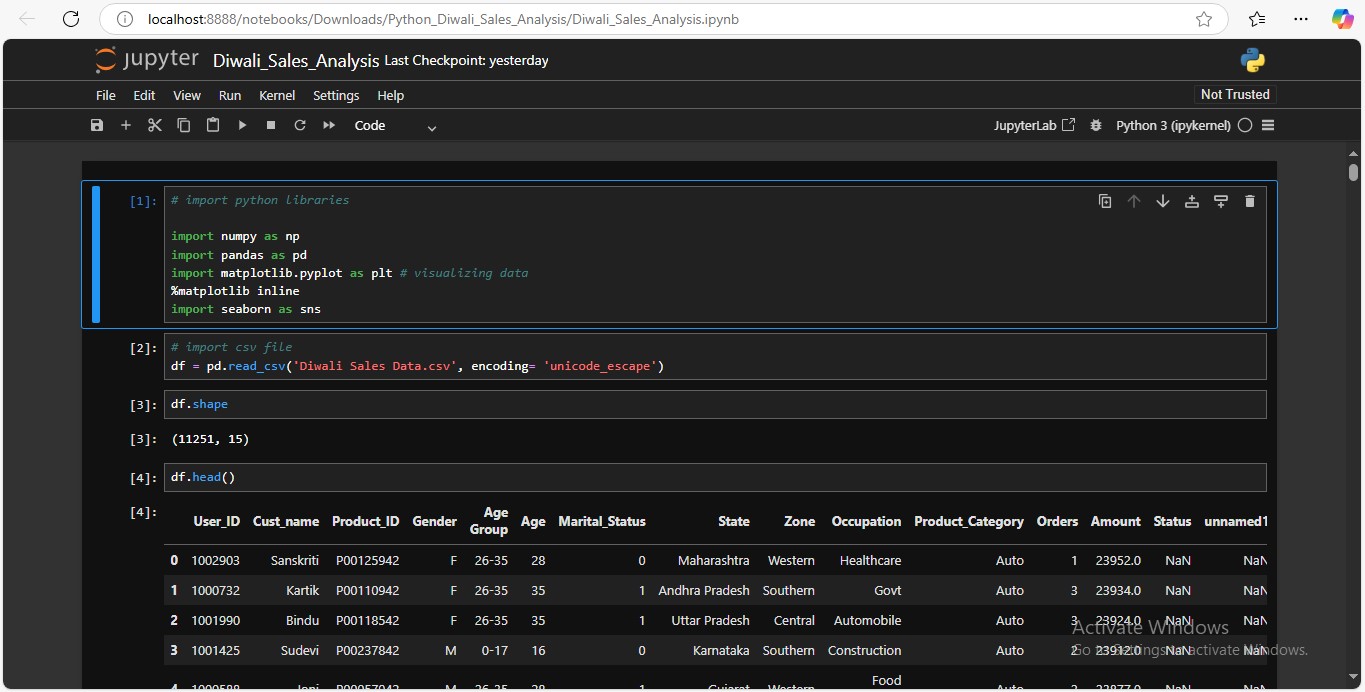 localhost:8888/notebooks/Downloads/Python_Diwali_Sales_Analysis/Diwali_Sales_Analysis.ipynb
jupyter Diwali_Sales_Analysis Last Checkpoint: yesterday
File Edit View Run Kernel Settings Help Not Trusted
Code JupyterLab Python 3 (ipykernel)
[1]: # import python libraries
import numpy as np
import pandas as pd
import matplotlib.pyplot as plt # visualizing data
%matplotlib inline
import seaborn as sns
[2]: # import csv file
df = pd.read_csv('Diwali Sales Data.csv', encoding= 'unicode_escape')
[3]: df.shape
[3]: (11251, 15)
[4]: df.head()
[4]:
User_ID Cust_name Product_ID Gender Age Group Age Marital_Status State Zone Occupation Product_Category Orders Amount Status unnamed1
0 1002903 Sanskriti P00125942 F 26-35 28 0 Maharashtra Western Healthcare Auto 1 23952.0 NaN NaN
1 1000732 Kartik P00110942 F 26-35 35 1 Andhra Pradesh Southern Govt Auto 3 23934.0 NaN NaN
2 1001990 Bindu P00118542 F 26-35 35 1 Uttar Pradesh Central Automobile Auto 3 23924.0 NaN NaN
3 1001425 Sudevi P00237842 M 0-17 16 0 Karnataka Southern Construction Auto 2 23912.0 NaN NaN
4 1000588 Joni P00057942 M 26-35 28 1 Gujarat Western Food Auto 2 23877.0 NaN NaN
Activate Windows
Go to Settings to activate Windows.